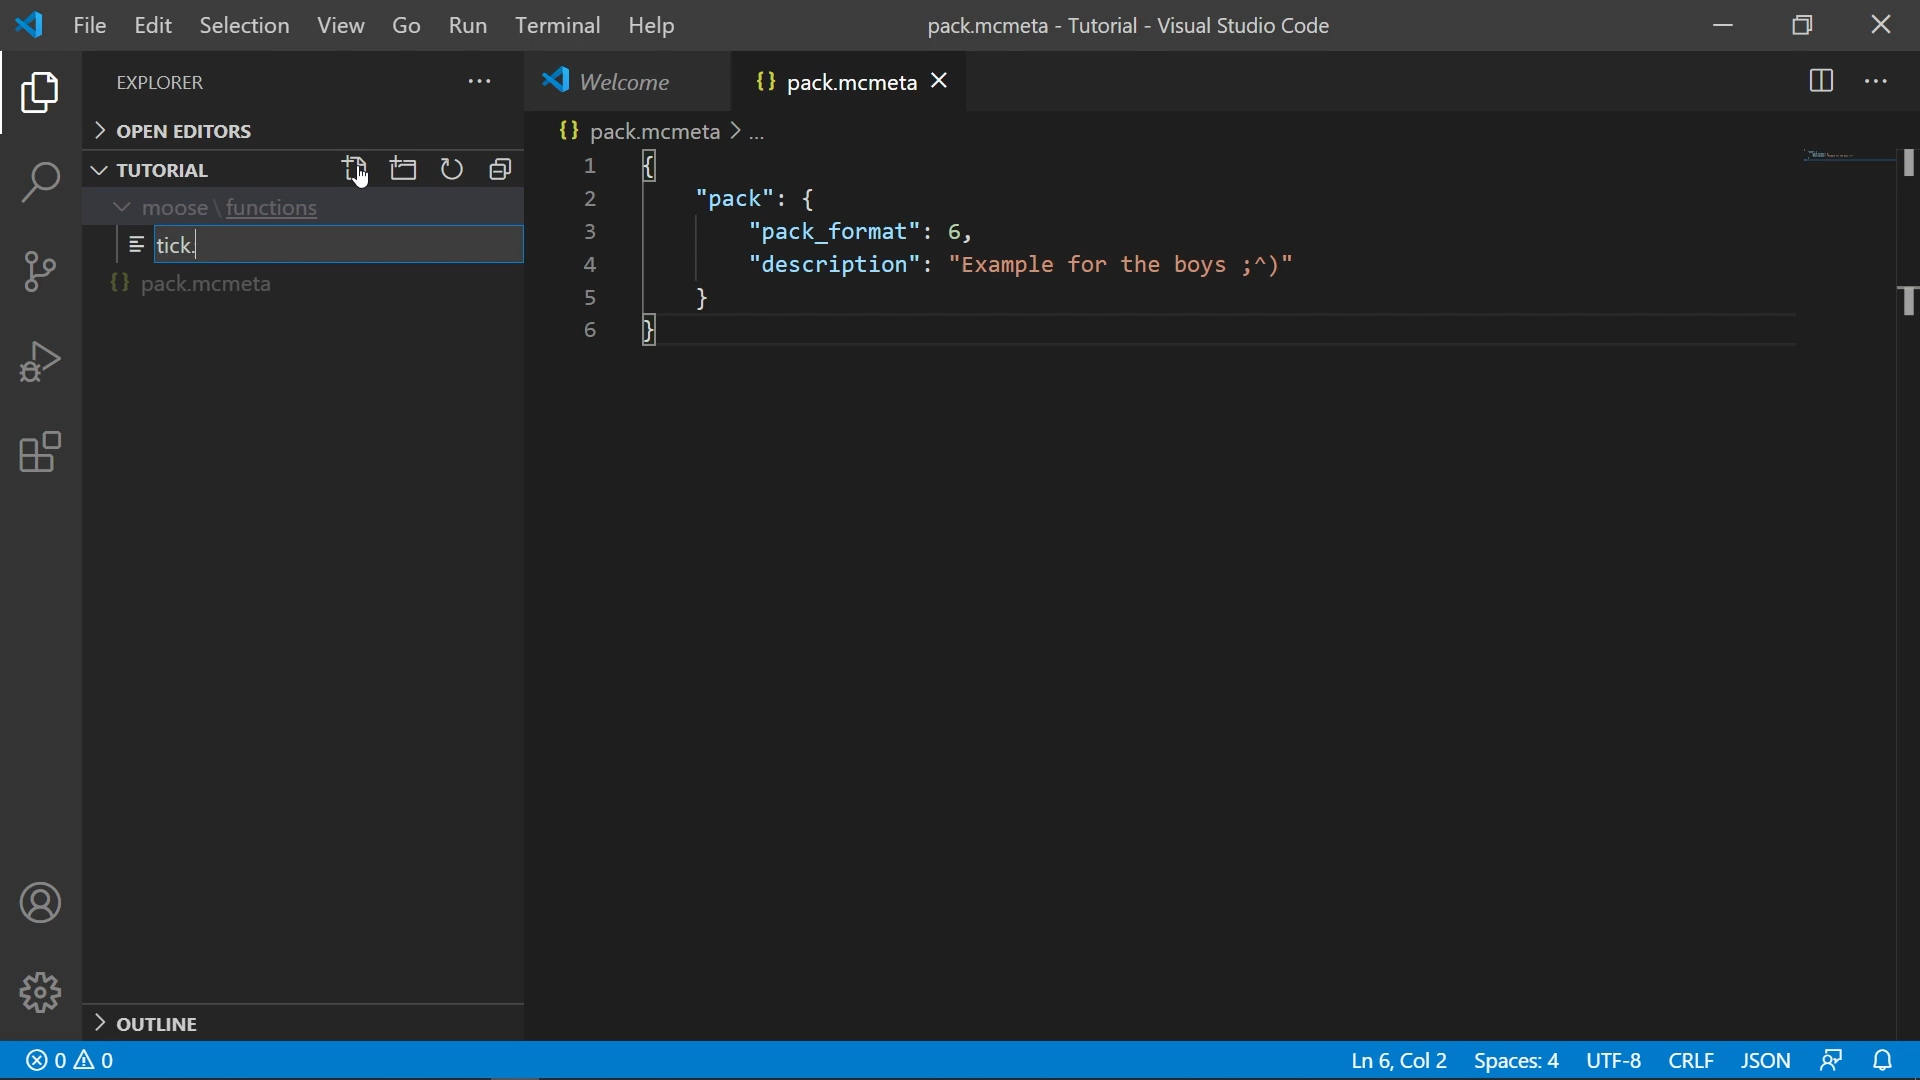 File Edit Selection View Go Run Terminal Help pack.mcmeta - Tutorial - Visual Studio Code
EXPLORER
Welcome
{} pack.mcmeta
OPEN EDITORS
{} pack.mcmeta > ...
TUTORIAL
moose\functions
tick.
{} pack.mcmeta
1 {
2 "pack": {
3 "pack_format": 6,
4 "description": "Example for the boys ;^)"
5 }
6 }
OUTLINE
0 0 Ln 6, Col 2 Spaces: 4 UTF-8 CRLF JSON